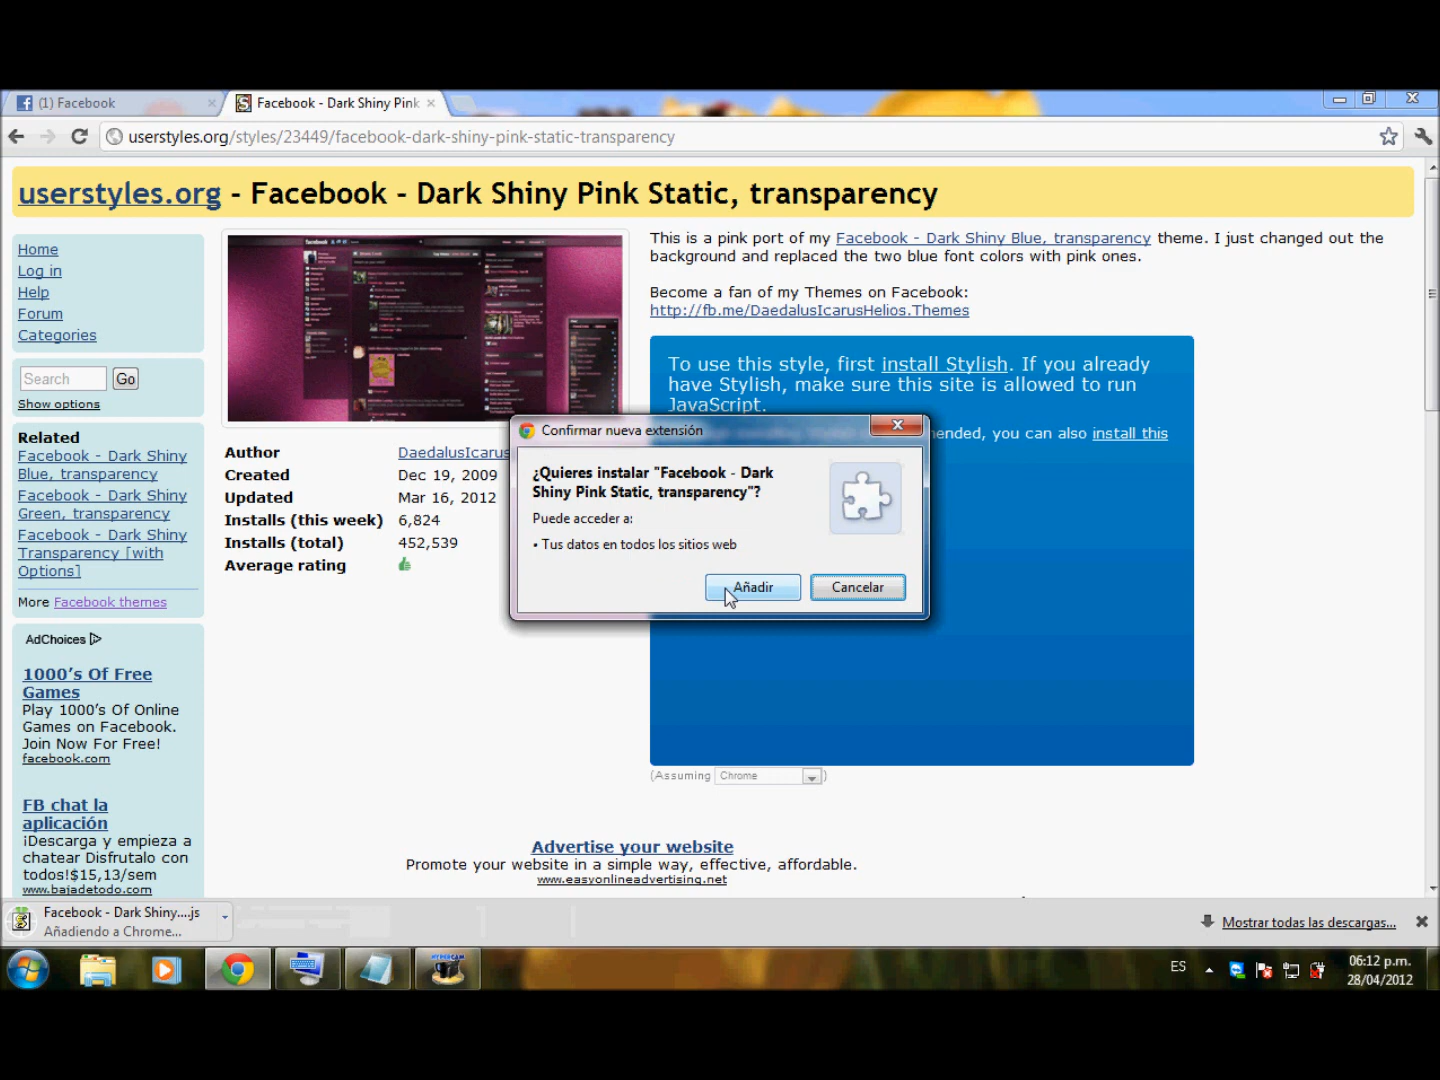 (1) Facebook
Facebook - Dark Shiny Pink
userstyles.org/styles/23449/facebook-dark-shiny-pink-static-transparency
userstyles.org - Facebook - Dark Shiny Pink Static, transparency
Home
Log in
Help
Forum
Categories
Search Go
Show options
Related
Facebook - Dark Shiny
Blue, transparency
Facebook - Dark Shiny
Green, transparency
Facebook - Dark Shiny
Transparency [with
Options]
More Facebook themes
AdChoices
1000's Of Free
Games
Play 1000's Of Online
Games on Facebook.
Join Now For Free!
facebook.com
FB chat la
aplicación
¡Descarga y empieza a
chatear Disfrutalo con
todos!$15,13/sem
www.bajadetodo.com
Author DaedalusIcarus
Created Dec 19, 2009
Updated Mar 16, 2012
Installs (this week) 6,824
Installs (total) 452,539
Average rating
This is a pink port of my Facebook - Dark Shiny Blue, transparency theme. I just changed out the
background and replaced the two blue font colors with pink ones.
Become a fan of my Themes on Facebook:
http://fb.me/DaedalusIcarusHelios.Themes
To use this style, first install Stylish. If you already
have Stylish, make sure this site is allowed to run
JavaScript.
ended, you can also install this
Confirmar nueva extensión
¿Quieres instalar "Facebook - Dark
Shiny Pink Static, transparency"?
Puede acceder a:
• Tus datos en todos los sitios web
Añadir Cancelar
(Assuming Chrome )
Advertise your website
Promote your website in a simple way, effective, affordable.
www.easyonlineadvertising.net
Facebook - Dark Shiny....js
Añadiendo a Chrome...
Mostrar todas las descargas...
HYPERCAM
ES
06:12 p.m.
28/04/2012